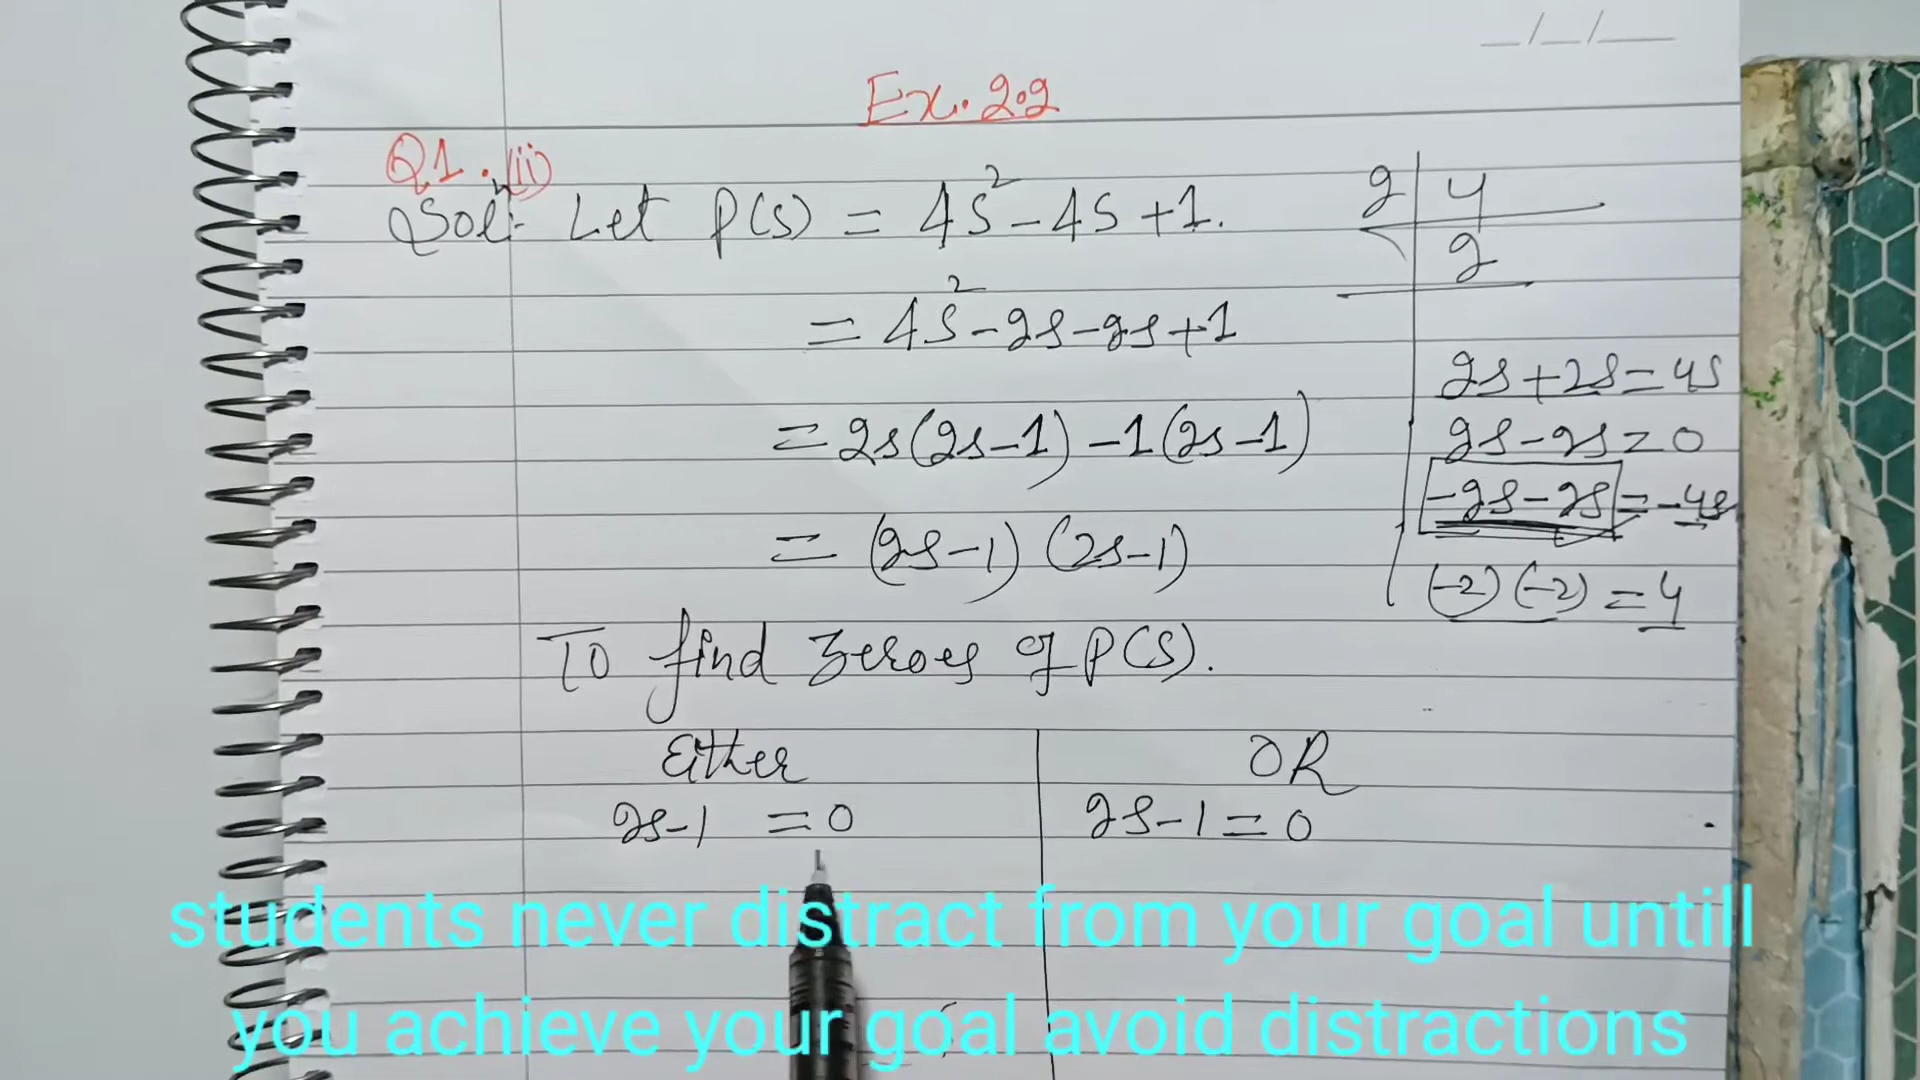 _/_/__
Ex. 2.2
Q1. (ii)
Sol:- Let P(S) = 4S² - 4S + 1.
= 4S² - 2S - 2S + 1
= 2s(2s-1) - 1(2s-1)
= (2S-1) (2s-1)
To find Zeroes of P(S).
Either
2s-1 = 0
OR
2S-1 = 0
2 | 4
2
2S + 2S = 4S
2S - 2S = 0
-2S - 2S = -4S
(-2) (-2) = 4
students never distract from your goal untill
you achieve your goal avoid distractions